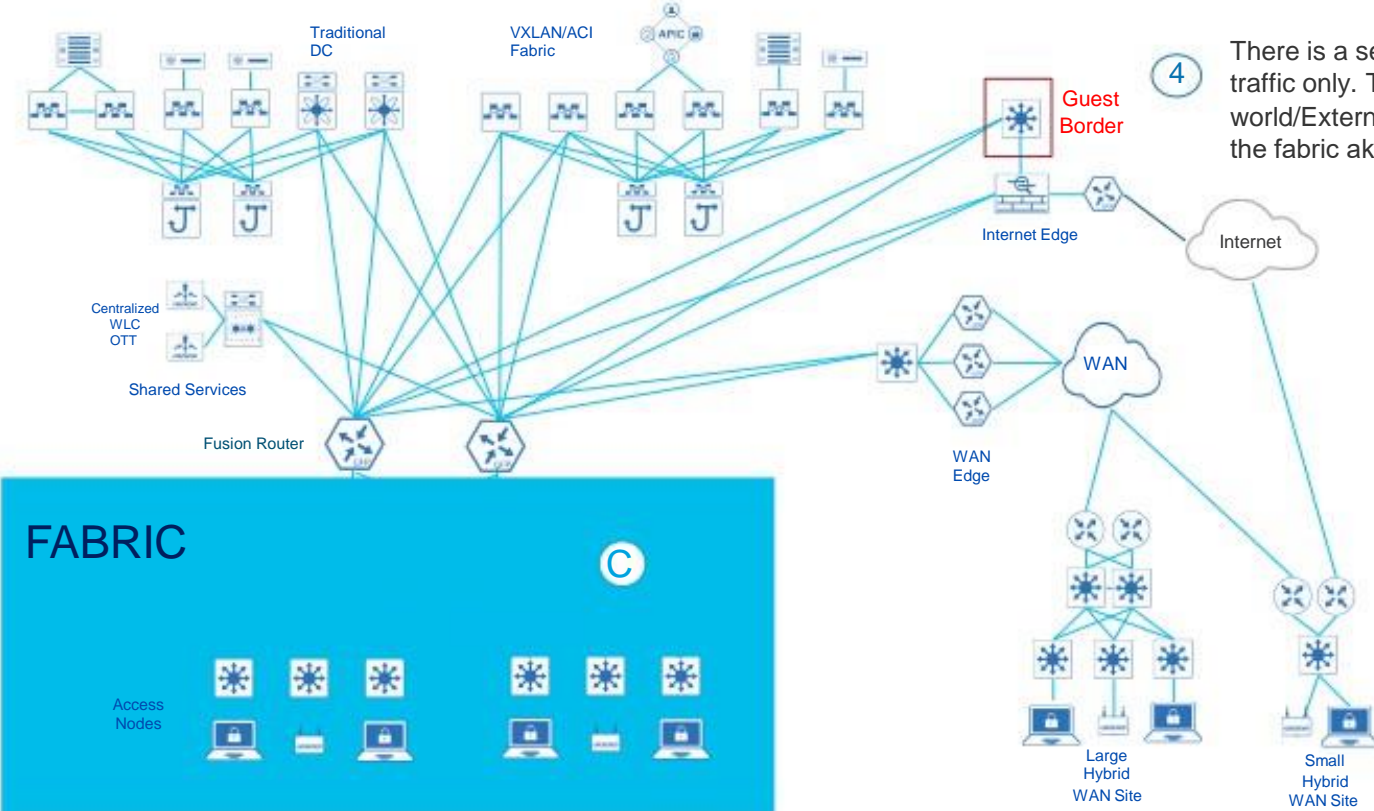 Traditional
DC
VXLAN/ACI
Fabric
APIC
Guest
Border
4
There is a se
traffic only. T
world/Extern
the fabric ak
Internet Edge
Internet
Centralized
WLC
OTT
Shared Services
WAN
Fusion Router
WAN
Edge
FABRIC
C
Access
Nodes
Large
Hybrid
WAN Site
Small
Hybrid
WAN Site